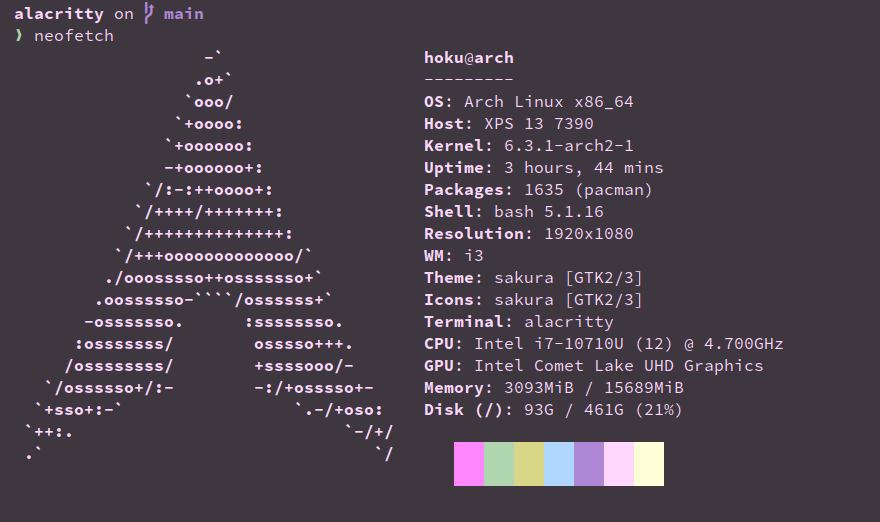 alacritty on main
❱ neofetch
                   -`
                  .o+`
                 `ooo/
                `+oooo:
               `+oooooo:
               -+oooooo+:
             `/:-:++oooo+:
            `/++++/+++++++:
           `/++++++++++++++:
          `/+++ooooooooooooo/`
         ./ooosssso++osssssso+`
        .oossssso-````/ossssss+`
       -osssssso.      :ssssssso.
      :osssssss/        osssso+++.
     /ossssssss/        +ssssooo/-
   `/ossssso+/:-        -:/+osssso+-
  `+sso+:-`                 `.-/+oso:
 `++:.                           `-/+/
 .`                                 `/
hoku@arch
---------
OS: Arch Linux x86_64
Host: XPS 13 7390
Kernel: 6.3.1-arch2-1
Uptime: 3 hours, 44 mins
Packages: 1635 (pacman)
Shell: bash 5.1.16
Resolution: 1920x1080
WM: i3
Theme: sakura [GTK2/3]
Icons: sakura [GTK2/3]
Terminal: alacritty
CPU: Intel i7-10710U (12) @ 4.700GHz
GPU: Intel Comet Lake UHD Graphics
Memory: 3093MiB / 15689MiB
Disk (/): 93G / 461G (21%)